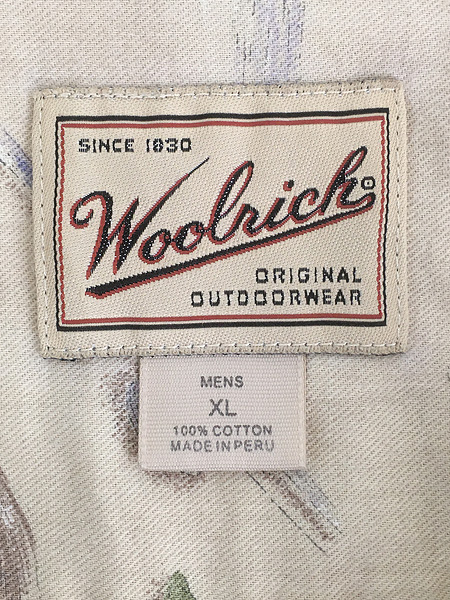 SINCE 1830
Woolrich®
ORIGINAL
OUTDOORWEAR
MENS
XL
100% COTTON
MADE IN PERU